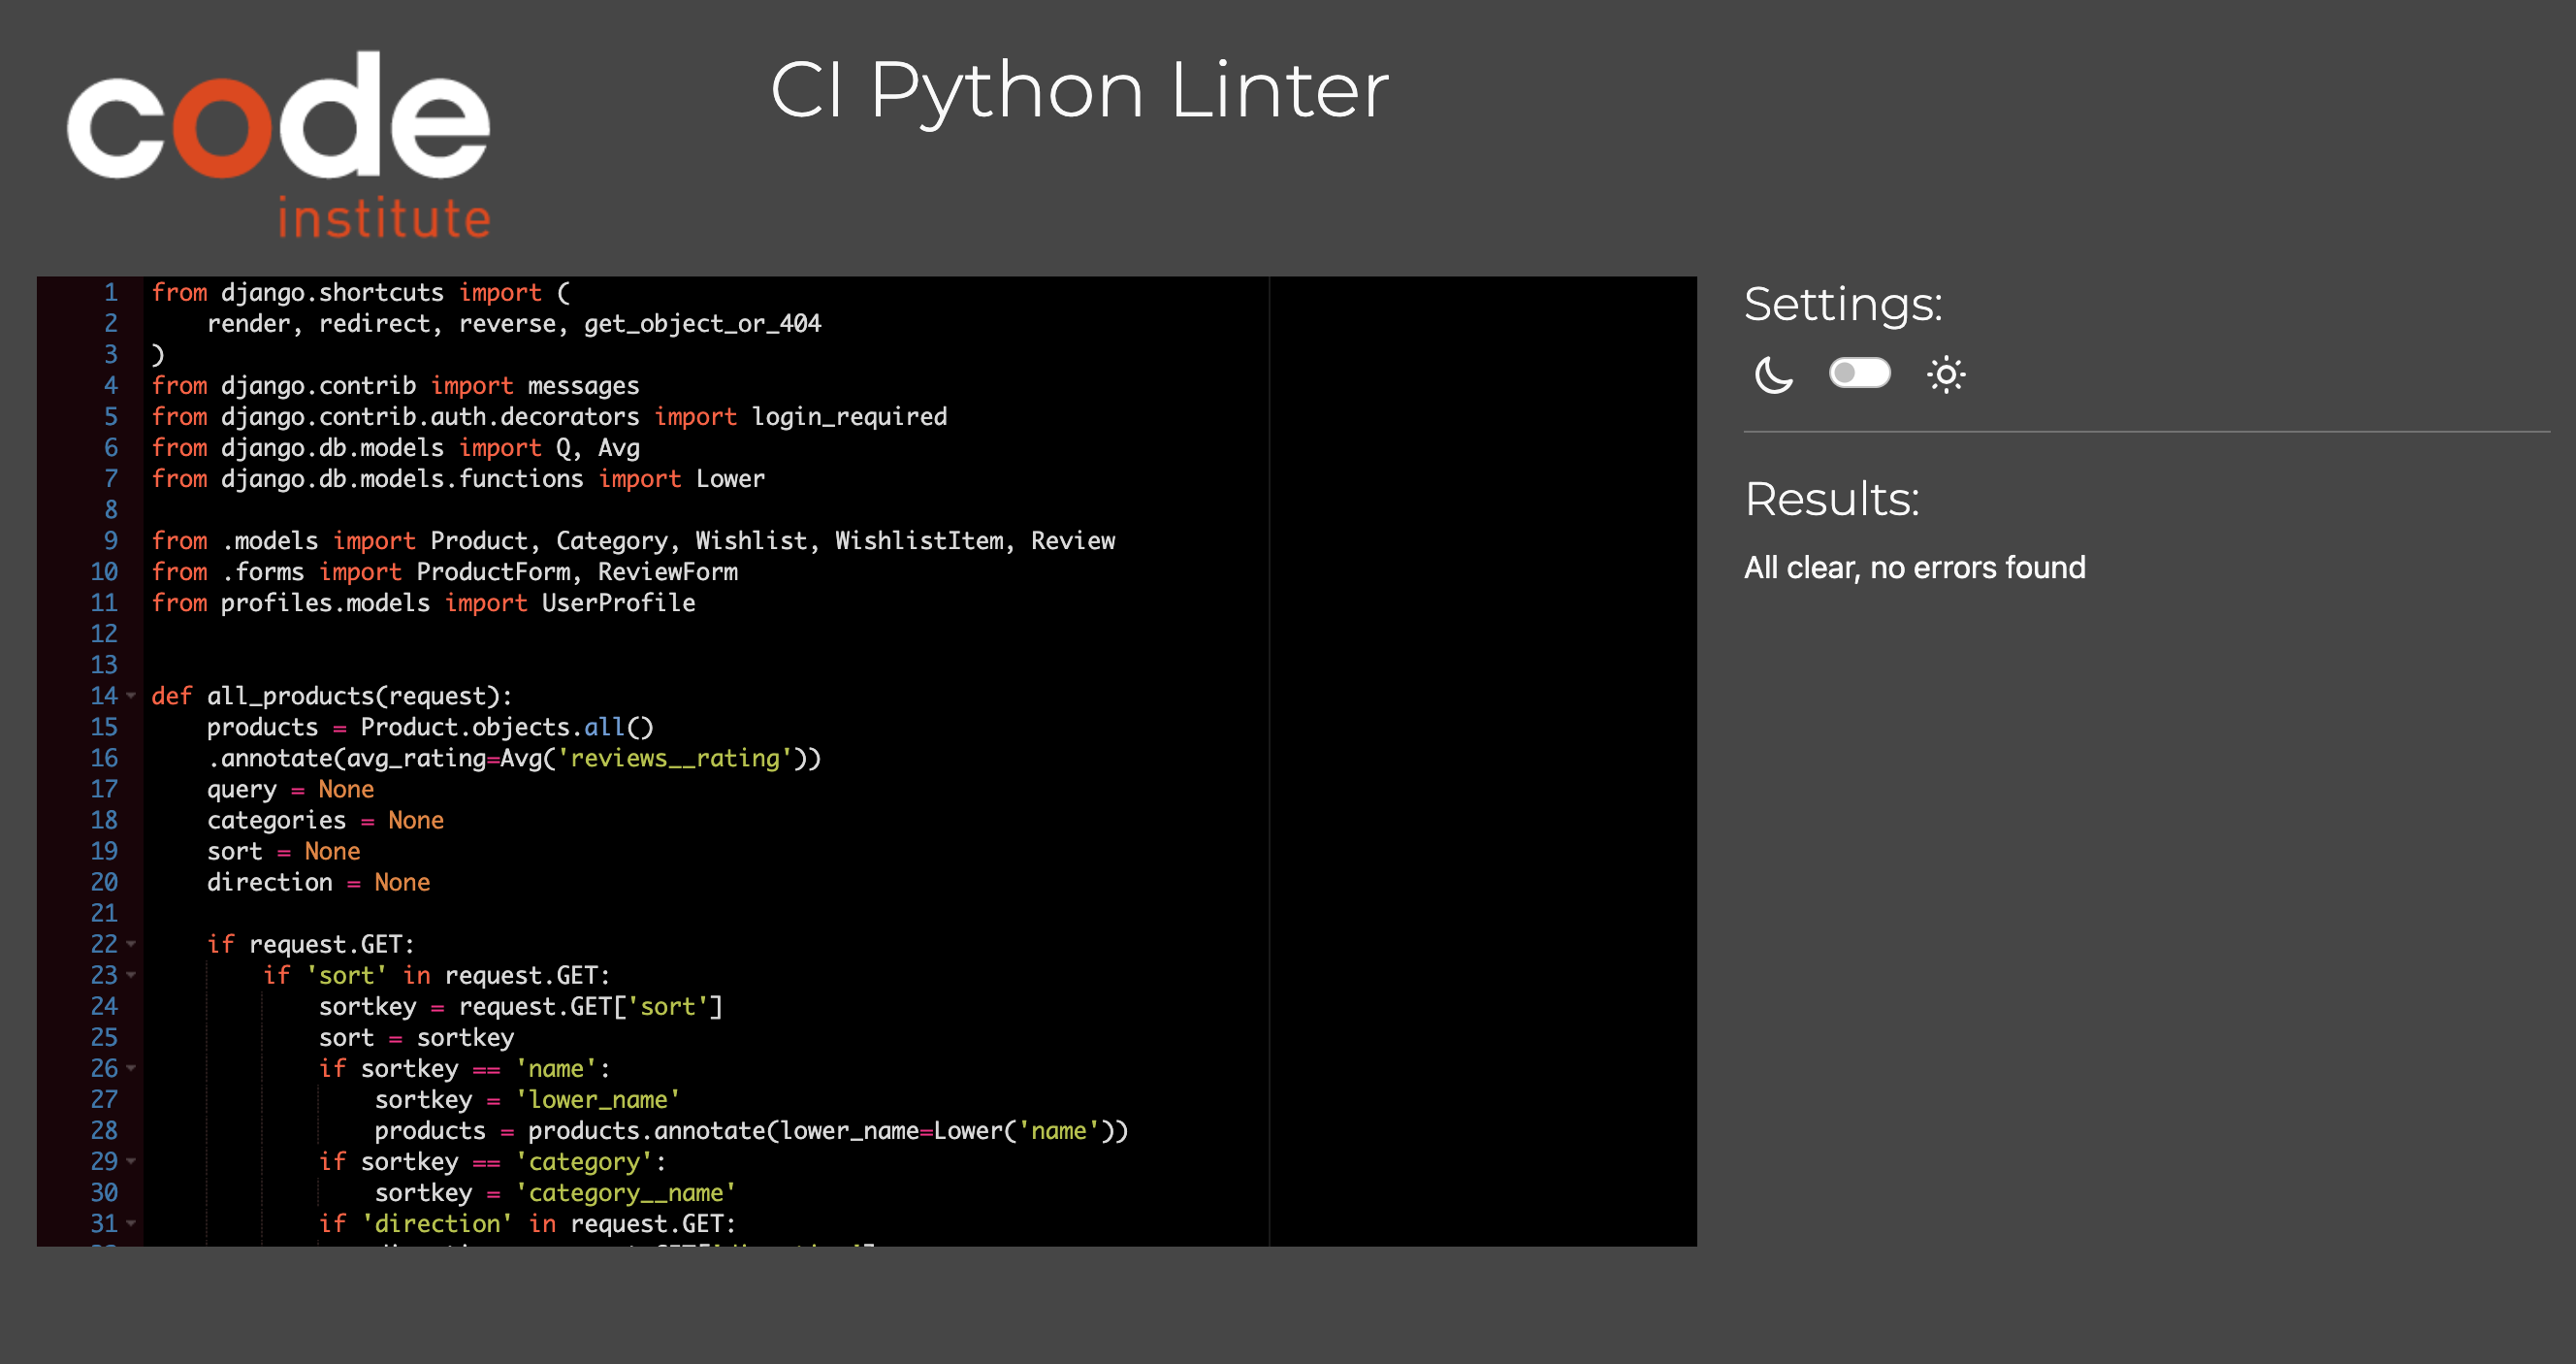 code
institute
CI Python Linter
1 from django.shortcuts import (
2     render, redirect, reverse, get_object_or_404
3 )
4 from django.contrib import messages
5 from django.contrib.auth.decorators import login_required
6 from django.db.models import Q, Avg
7 from django.db.models.functions import Lower
8
9 from .models import Product, Category, Wishlist, WishlistItem, Review
10 from .forms import ProductForm, ReviewForm
11 from profiles.models import UserProfile
12
13
14 def all_products(request):
15     products = Product.objects.all()
16     .annotate(avg_rating=Avg('reviews__rating'))
17     query = None
18     categories = None
19     sort = None
20     direction = None
21
22     if request.GET:
23         if 'sort' in request.GET:
24             sortkey = request.GET['sort']
25             sort = sortkey
26             if sortkey == 'name':
27                 sortkey = 'lower_name'
28                 products = products.annotate(lower_name=Lower('name'))
29             if sortkey == 'category':
30                 sortkey = 'category__name'
31             if 'direction' in request.GET:
Settings:
Results:
All clear, no errors found